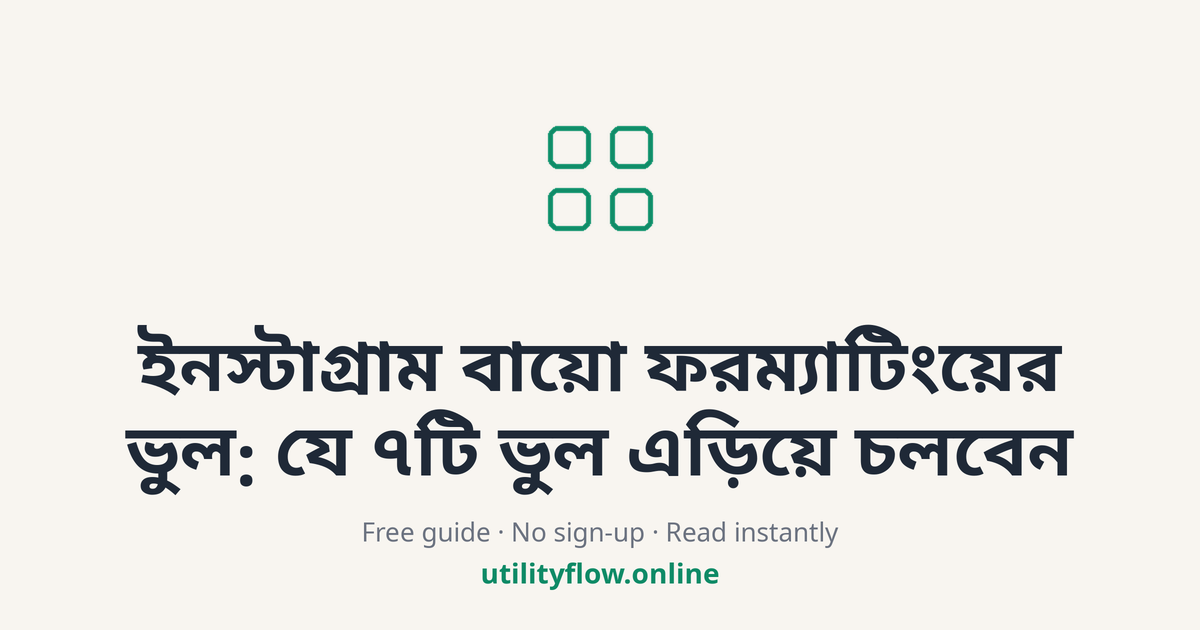 ইনস্টাগ্রাম বায়ো ফরম্যাটিংয়ের
ভুল: যে ৭টি ভুল এড়িয়ে চলবেন
Free guide · No sign-up · Read instantly
utilityflow.online